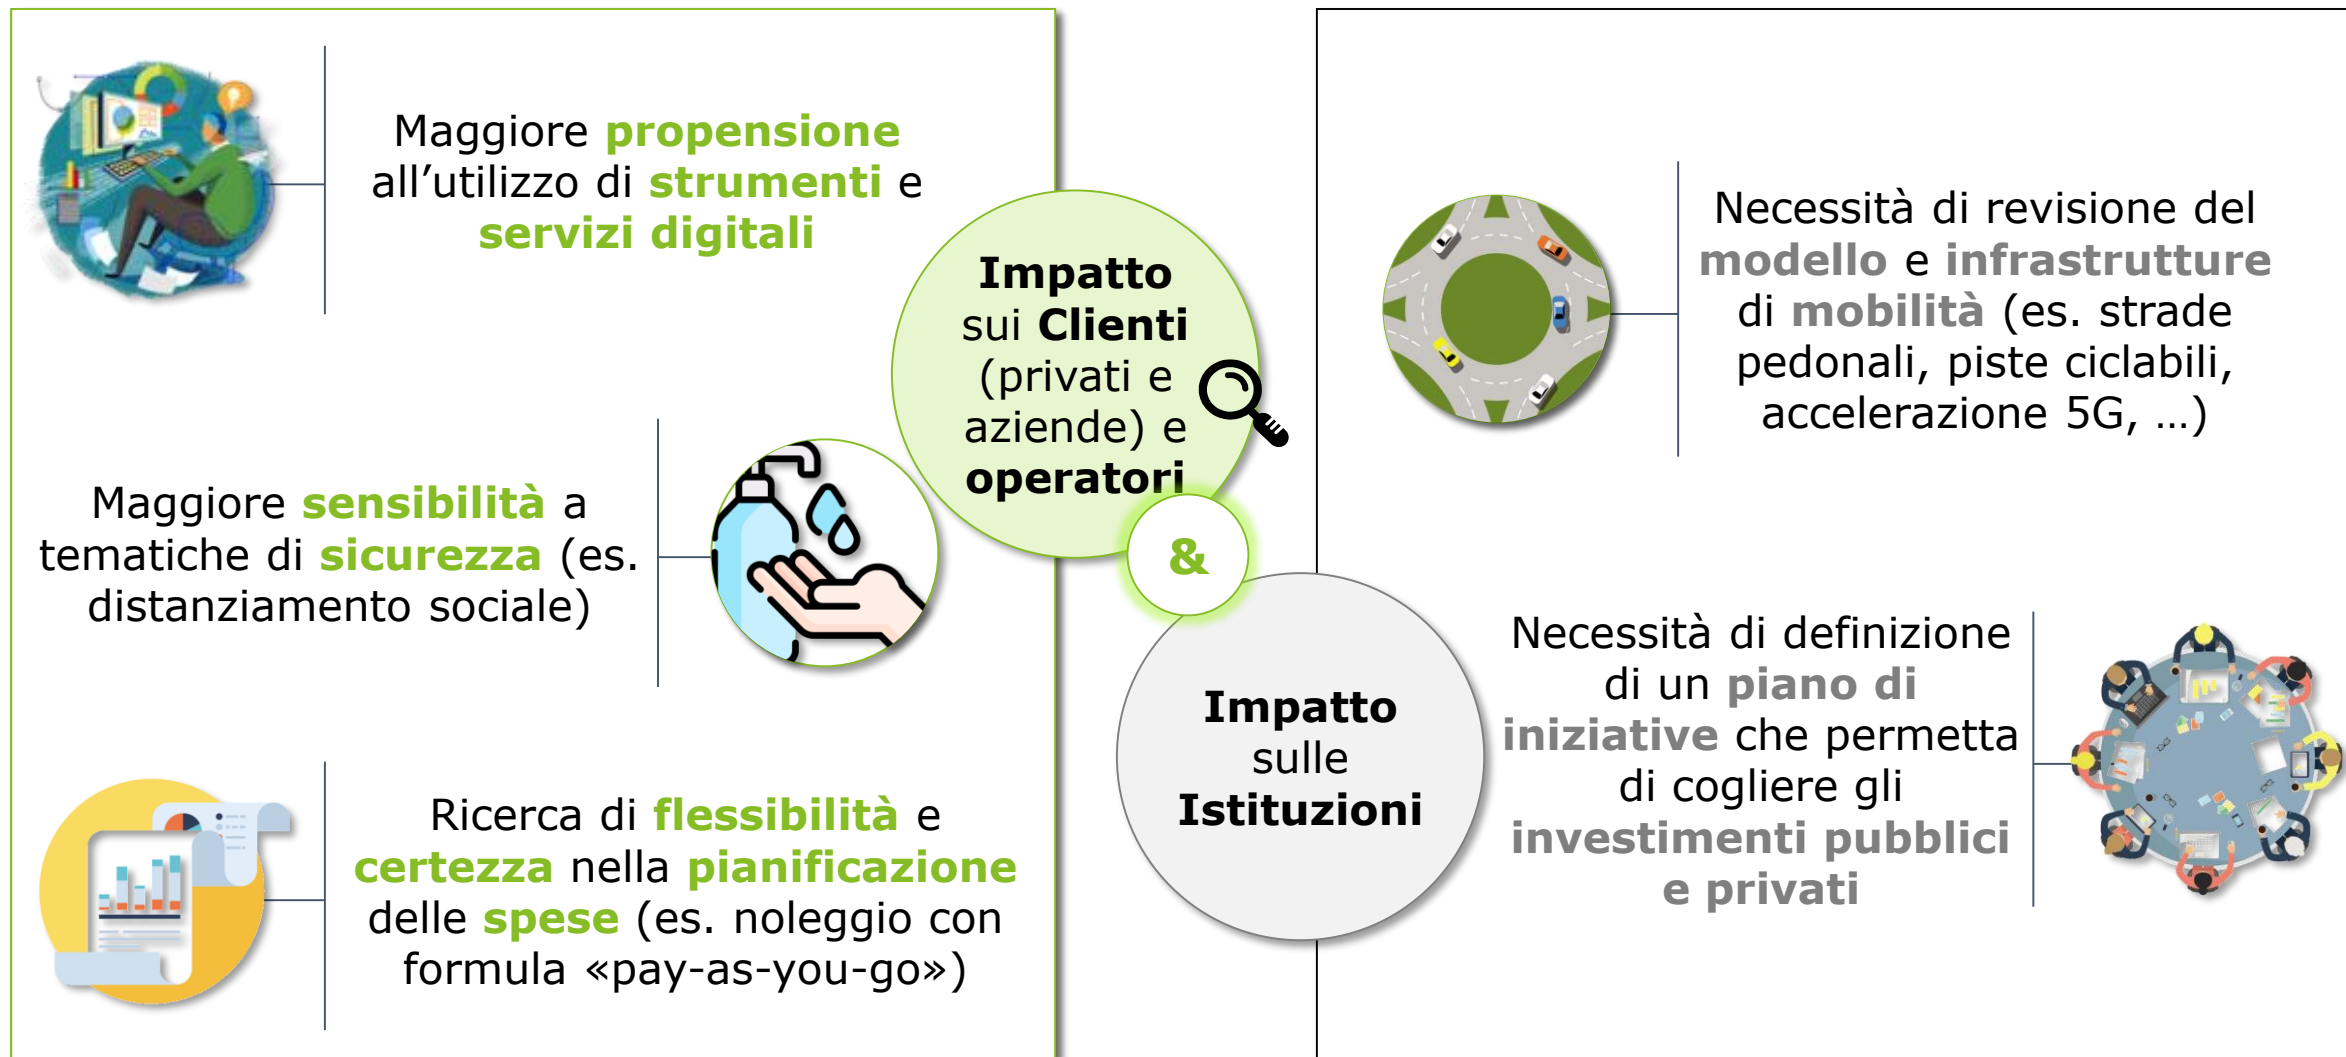 Maggiore propensione
all’utilizzo di strumenti e
servizi digitali
Maggiore sensibilità a
tematiche di sicurezza (es.
distanziamento sociale)
Ricerca di flessibilità e
certezza nella pianificazione
delle spese (es. noleggio con
formula «pay-as-you-go»)
Impatto
sui Clienti
(privati e
aziende) e
operatori
&
Impatto
sulle
Istituzioni
Necessità di revisione del
modello e infrastrutture
di mobilità (es. strade
pedonali, piste ciclabili,
accelerazione 5G, …)
Necessità di definizione
di un piano di
iniziative che permetta
di cogliere gli
investimenti pubblici
e privati